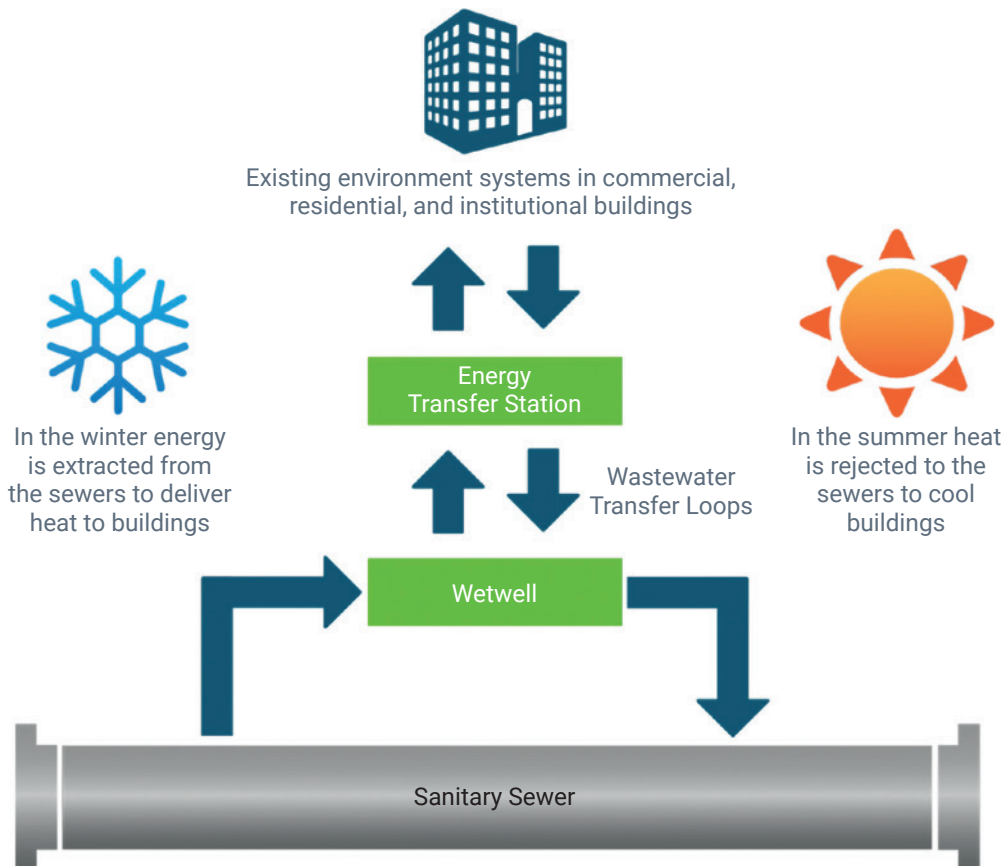 Existing environment systems in commercial,
residential, and institutional buildings
Energy
Transfer Station
In the winter energy
is extracted from
the sewers to deliver
heat to buildings
In the summer heat
is rejected to the
sewers to cool
buildings
Wastewater
Transfer Loops
Wetwell
Sanitary Sewer